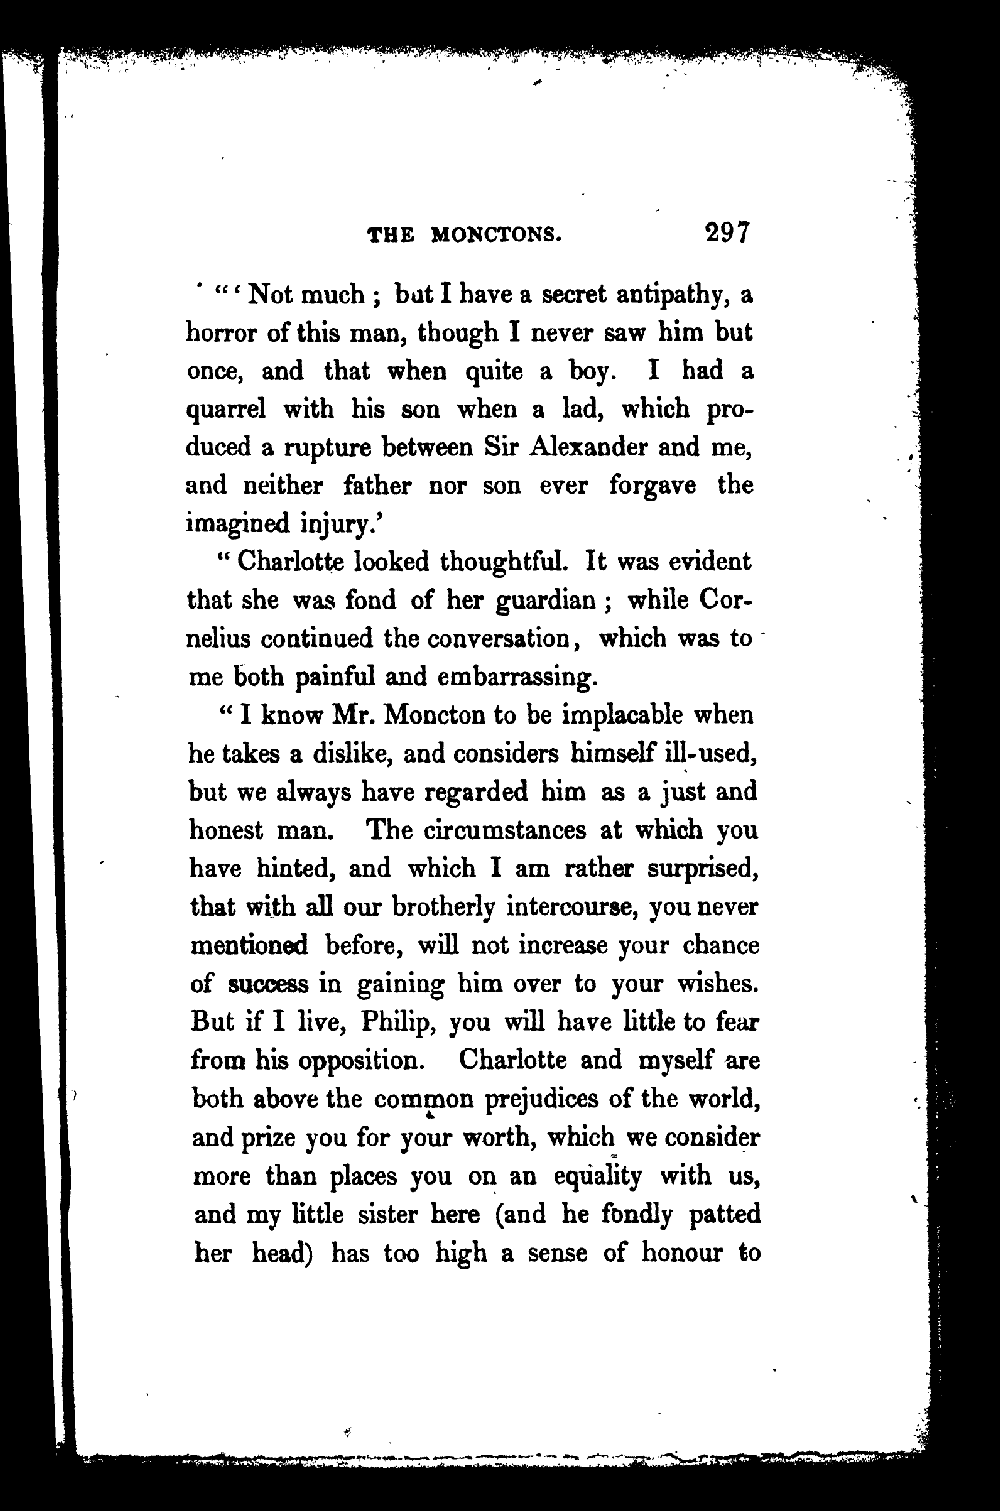 THE MONCTONS. 297
"'Not much; but I have a secret antipathy, a
horror of this man, though I never saw him but
once, and that when quite a boy. I had a
quarrel with his son when a lad, which pro-
duced a rupture between Sir Alexander and me,
and neither father nor son ever forgave the
imagined injury.'
"Charlotte looked thoughtful. It was evident
that she was fond of her guardian; while Cor-
nelius continued the conversation, which was to
me both painful and embarrassing.
"I know Mr. Moncton to be implacable when
he takes a dislike, and considers himself ill-used,
but we always have regarded him as a just and
honest man. The circumstances at which you
have hinted, and which I am rather surprised,
that with all our brotherly intercourse, you never
mentioned before, will not increase your chance
of success in gaining him over to your wishes.
But if I live, Philip, you will have little to fear
from his opposition. Charlotte and myself are
both above the common prejudices of the world,
and prize you for your worth, which we consider
more than places you on an equality with us,
and my little sister here (and he fondly patted
her head) has too high a sense of honour to